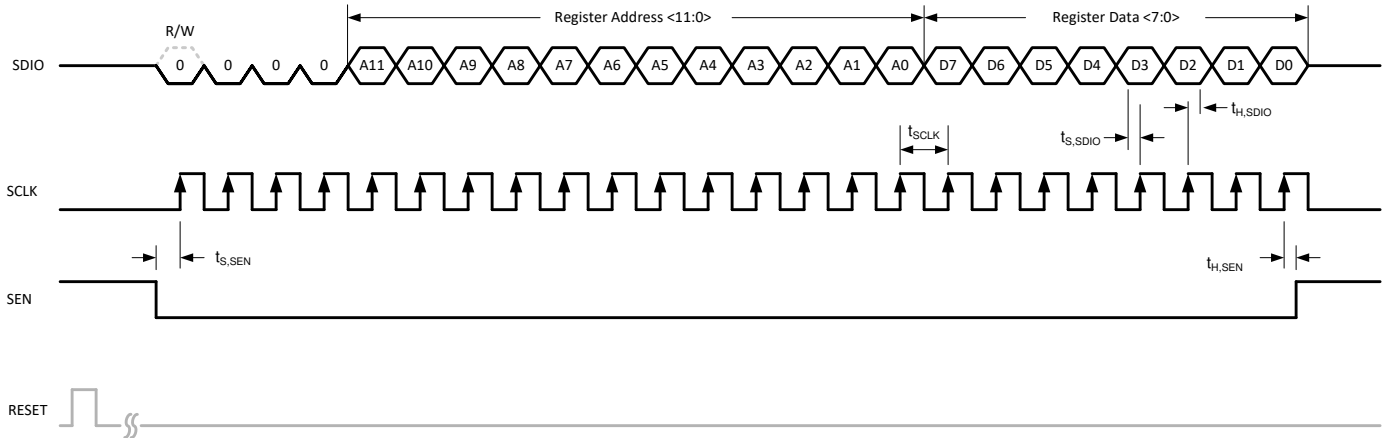 Register Address <11:0> Register Data <7:0>
R/W
SDIO 0 0 0 0 A11 A10 A9 A8 A7 A6 A5 A4 A3 A2 A1 A0 D7 D6 D5 D4 D3 D2 D1 D0
tSCLK tS,SDIO tH,SDIO
SCLK
tS,SEN tH,SEN
SEN
RESET